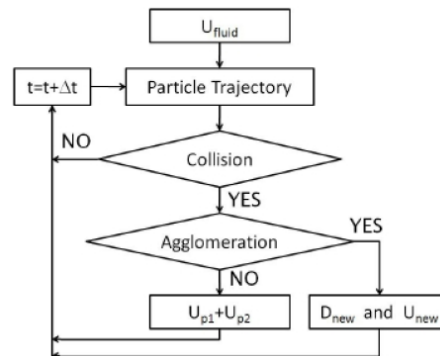 U_fluid
t=t+Δt
Particle Trajectory
NO
Collision
YES
YES
Agglomeration
NO
U_p1+U_p2
D_new and U_new